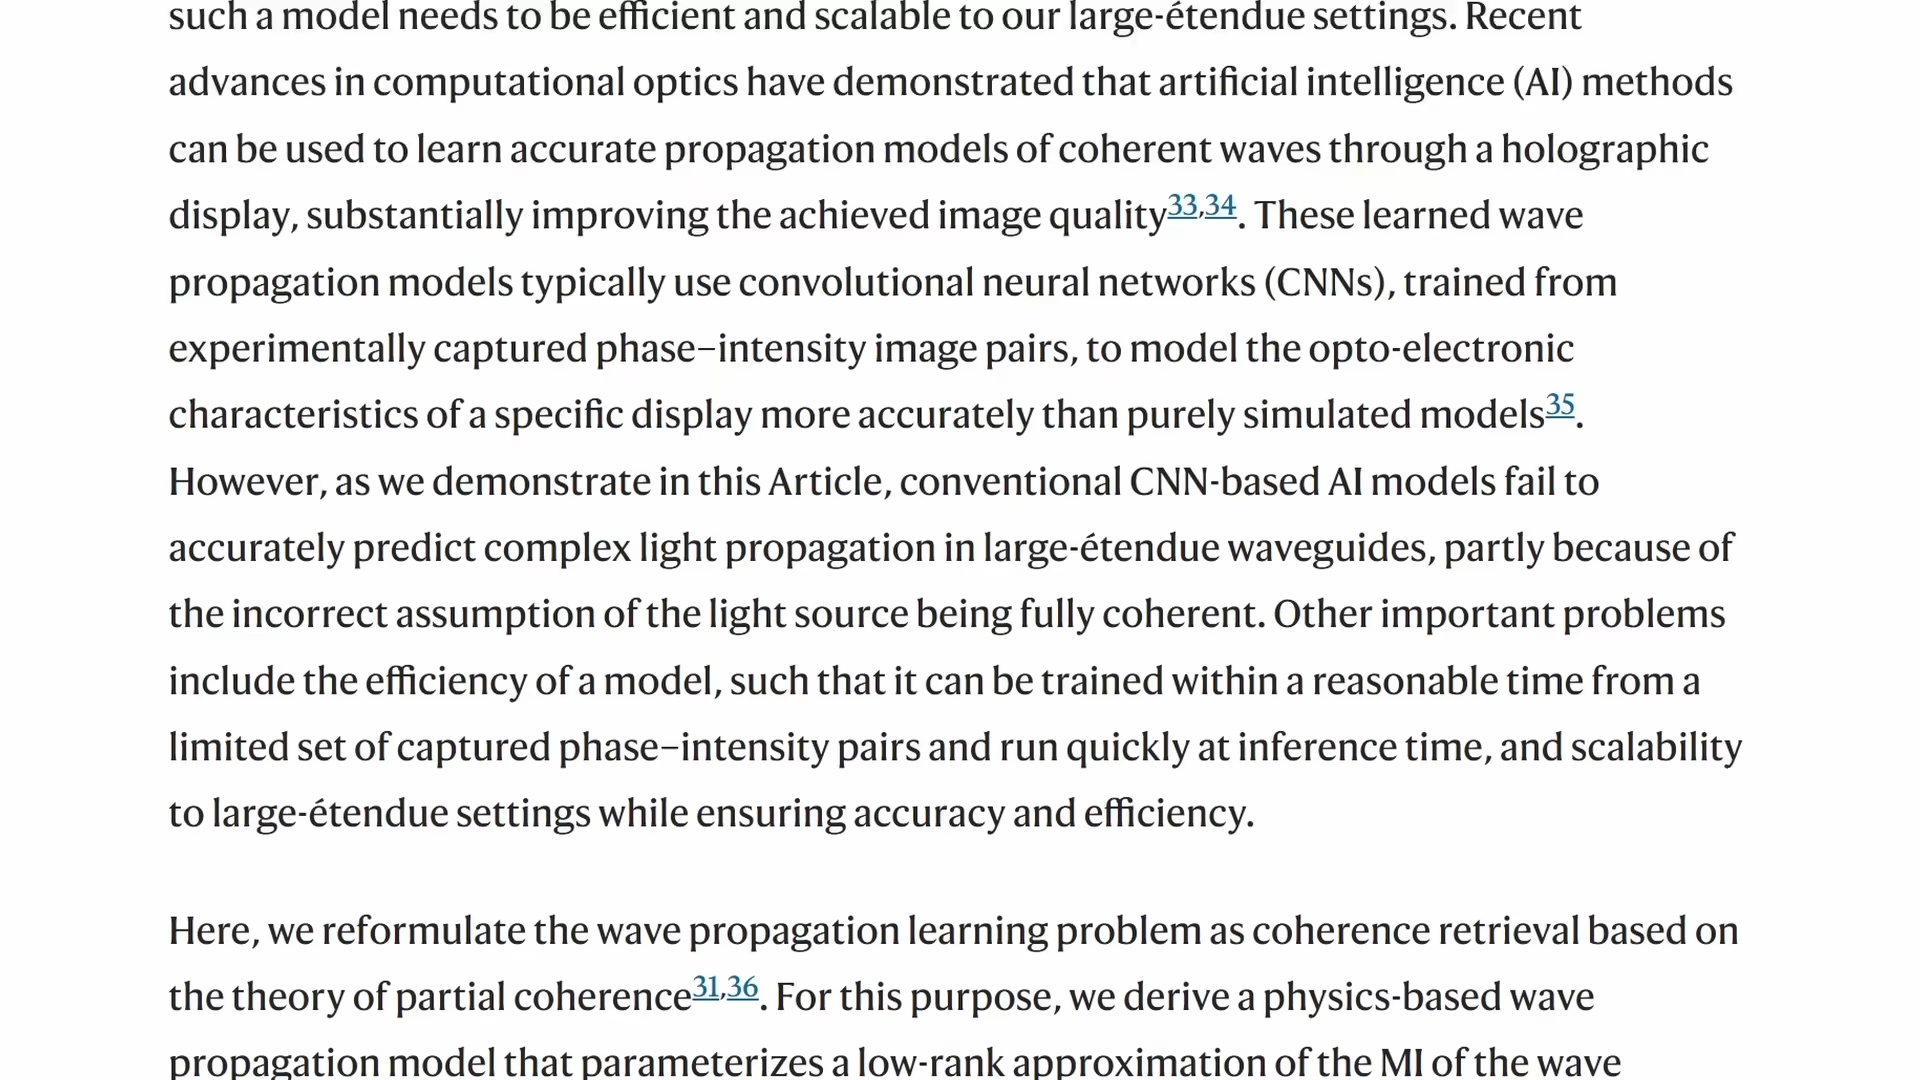 such a model needs to be efficient and scalable to our large-étendue settings. Recent
advances in computational optics have demonstrated that artificial intelligence (AI) methods
can be used to learn accurate propagation models of coherent waves through a holographic
display, substantially improving the achieved image quality33,34. These learned wave
propagation models typically use convolutional neural networks (CNNs), trained from
experimentally captured phase–intensity image pairs, to model the opto-electronic
characteristics of a specific display more accurately than purely simulated models35.
However, as we demonstrate in this Article, conventional CNN-based AI models fail to
accurately predict complex light propagation in large-étendue waveguides, partly because of
the incorrect assumption of the light source being fully coherent. Other important problems
include the efficiency of a model, such that it can be trained within a reasonable time from a
limited set of captured phase–intensity pairs and run quickly at inference time, and scalability
to large-étendue settings while ensuring accuracy and efficiency.
Here, we reformulate the wave propagation learning problem as coherence retrieval based on
the theory of partial coherence31,36. For this purpose, we derive a physics-based wave
propagation model that parameterizes a low-rank approximation of the MI of the wave